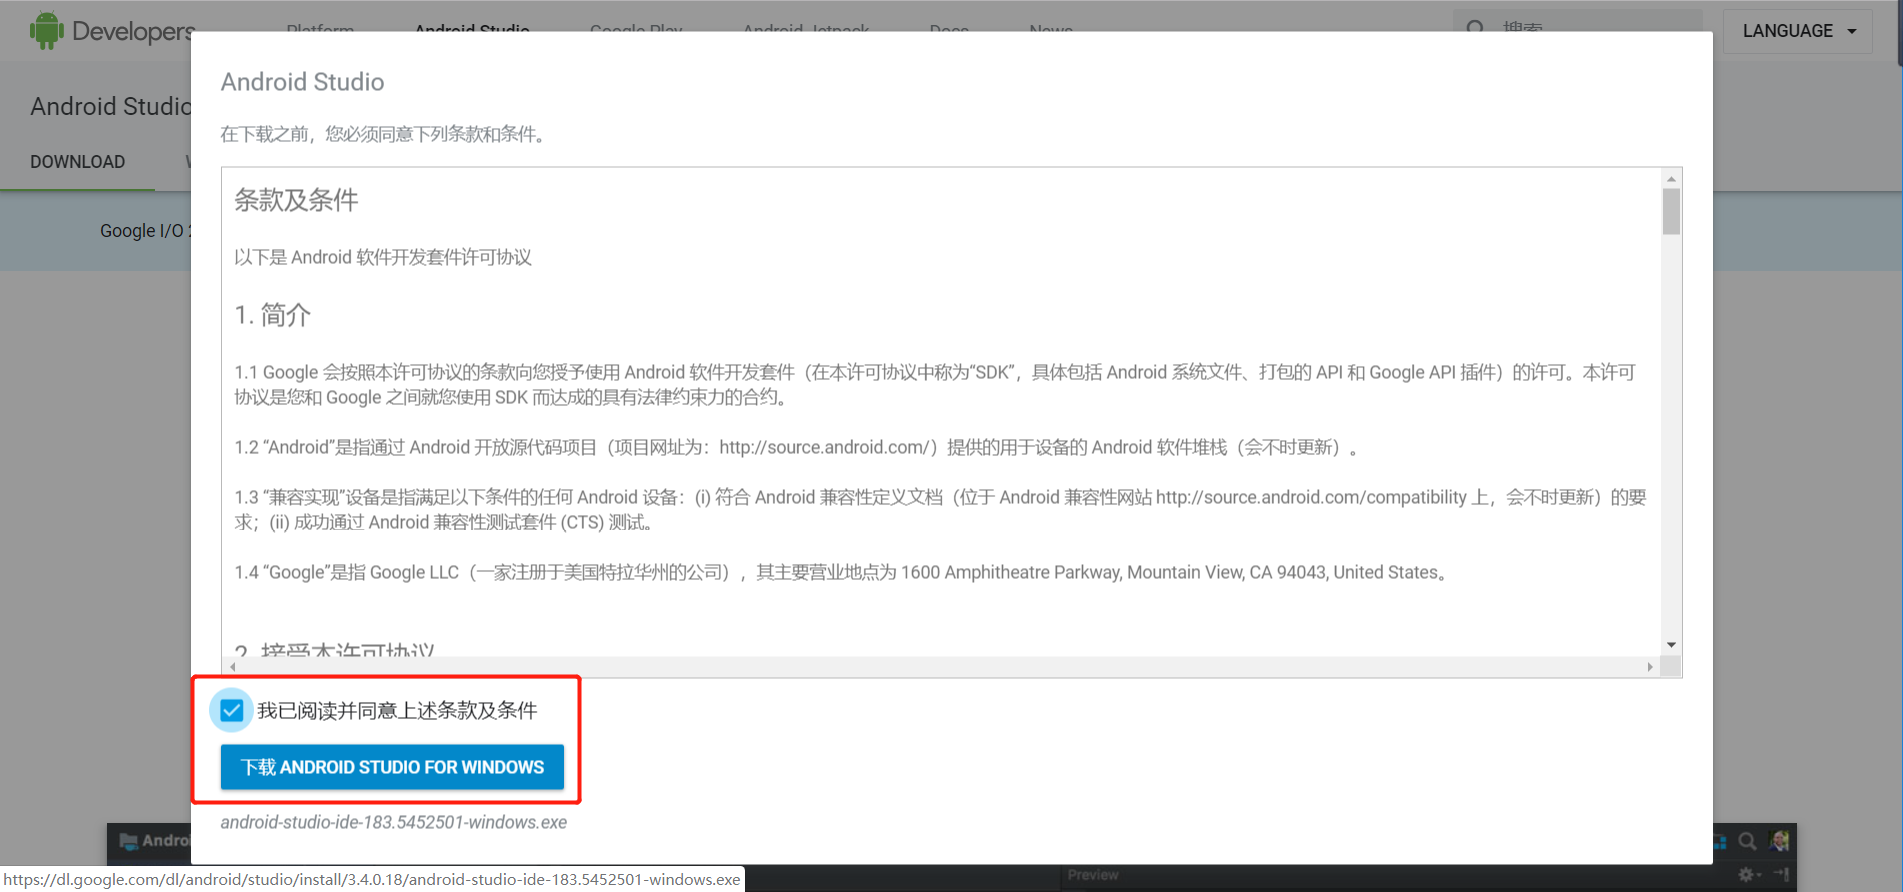 Developers
Platform
Android Studio
Google Play
Android Jetpack
Docs
News
搜索
LANGUAGE
Android Studio
DOWNLOAD
Google I/O
Android Studio
在下载之前，您必须同意下列条款和条件。
条款及条件
以下是 Android 软件开发套件许可协议
1. 简介
1.1 Google 会按照本许可协议的条款向您授予使用 Android 软件开发套件（在本许可协议中称为“SDK”，具体包括 Android 系统文件、打包的 API 和 Google API 插件）的许可。本许可
协议是您和 Google 之间就您使用 SDK 而达成的具有法律约束力的合约。
1.2 “Android”是指通过 Android 开放源代码项目（项目网址为：http://source.android.com/）提供的用于设备的 Android 软件堆栈（会不时更新）。
1.3 “兼容实现”设备是指满足以下条件的任何 Android 设备：(i) 符合 Android 兼容性定义文档（位于 Android 兼容性网站 http://source.android.com/compatibility 上，会不时更新）的要
求；(ii) 成功通过 Android 兼容性测试套件 (CTS) 测试。
1.4 “Google”是指 Google LLC（一家注册于美国特拉华州的公司），其主要营业地点为 1600 Amphitheatre Parkway, Mountain View, CA 94043, United States。
2. 接受本许可协议
我已阅读并同意上述条款及条件
下载 ANDROID STUDIO FOR WINDOWS
android-studio-ide-183.5452501-windows.exe
Androi
Preview
https://dl.google.com/dl/android/studio/install/3.4.0.18/android-studio-ide-183.5452501-windows.exe